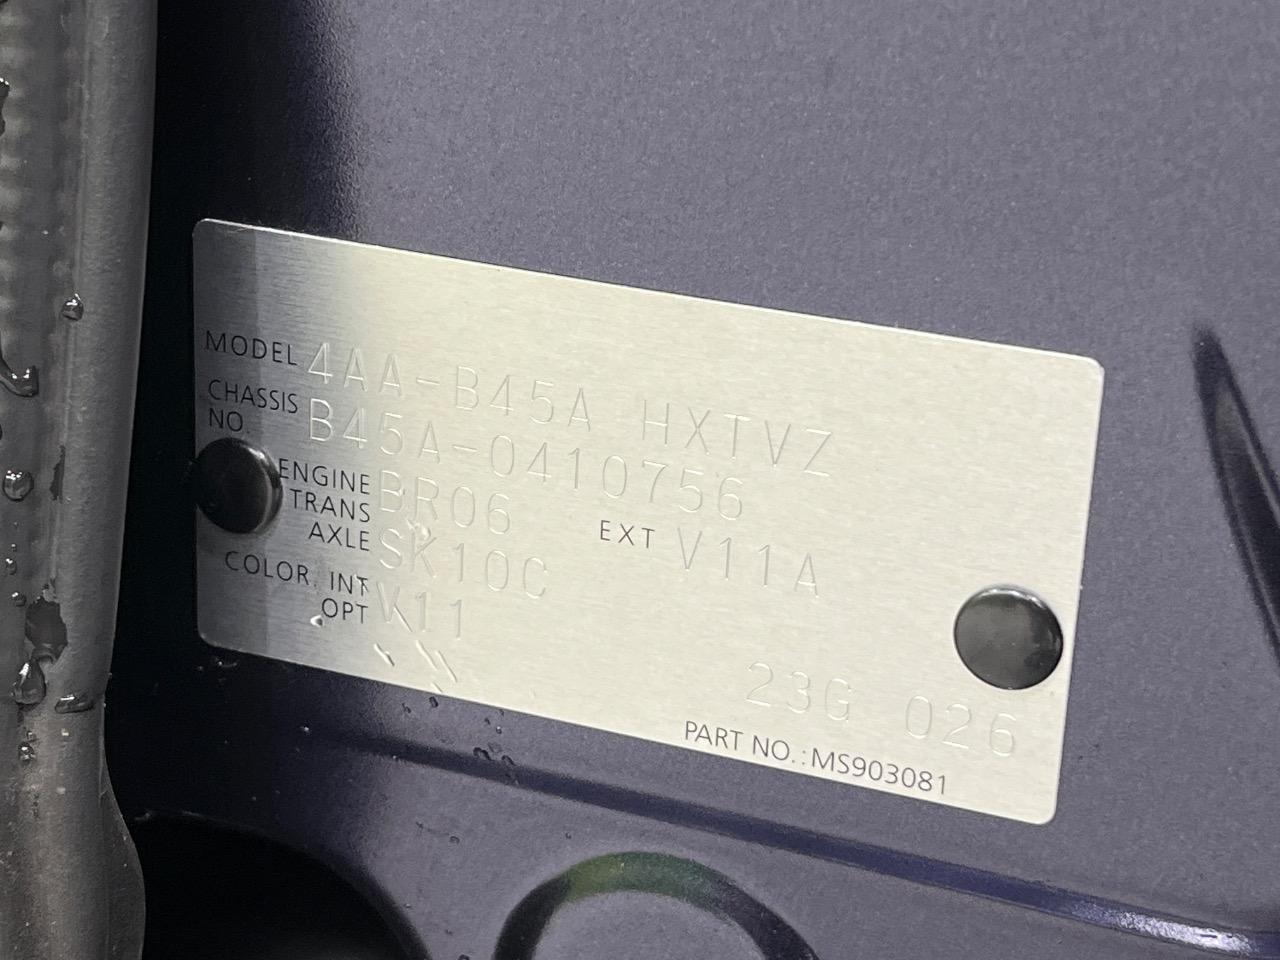 MODEL 4AA-B45A HXTVZ
CHASSIS NO. B45A-0410756
ENGINE BR06
TRANS AXLE SK10C
EXT V11A
COLOR, INT V11
OPT
23G 026
PART NO.:MS903081